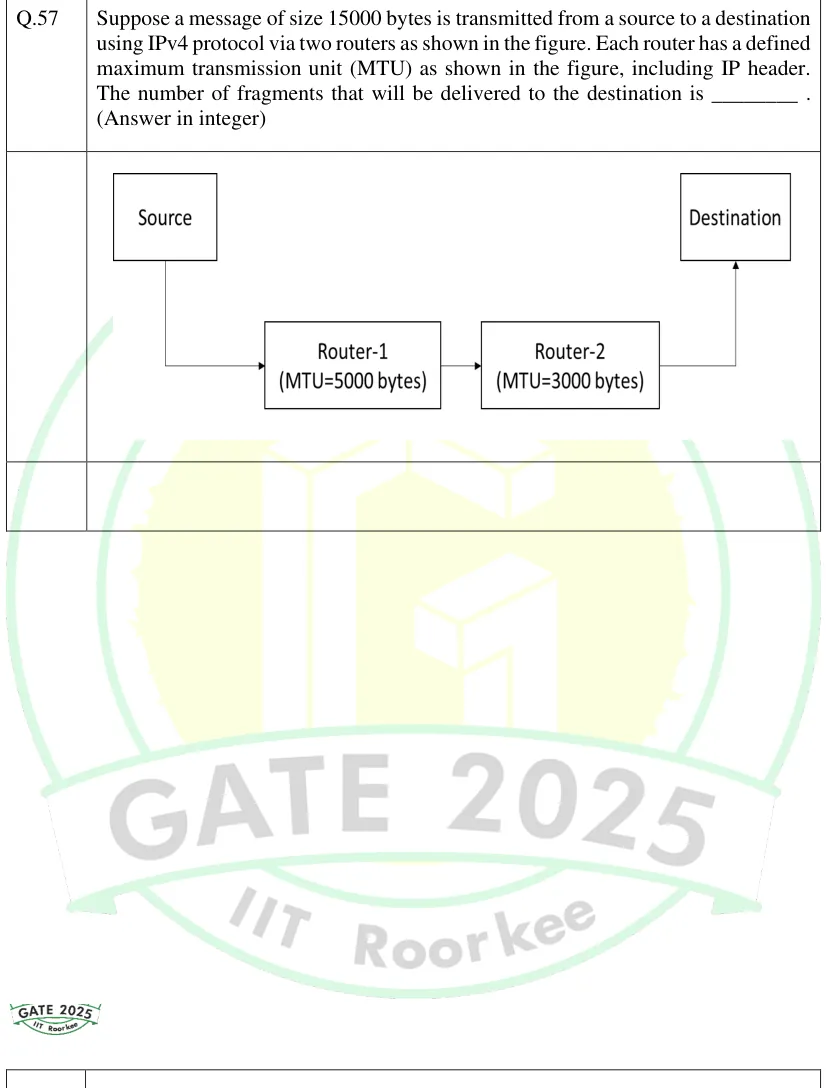 Q.57
Suppose a message of size 15000 bytes is transmitted from a source to a destination
using IPv4 protocol via two routers as shown in the figure. Each router has a defined
maximum transmission unit (MTU) as shown in the figure, including IP header.
The number of fragments that will be delivered to the destination is _________ .
(Answer in integer)
Source
Destination
Router-1
(MTU=5000 bytes)
Router-2
(MTU=3000 bytes)
GATE 2025
IIT Roorkee
GATE 2025
IIT Roorkee